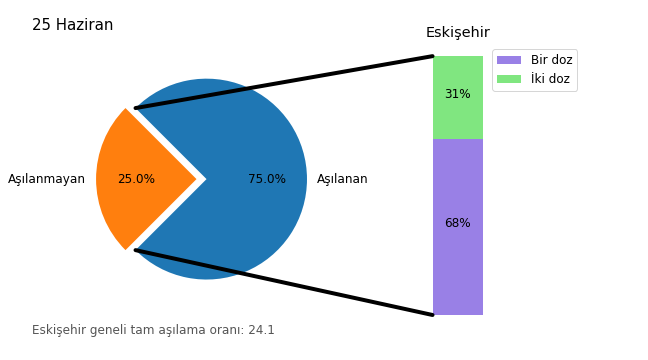 25 Haziran
Eskişehir
Bir doz
İki doz
31%
Aşılanmayan
25.0%
75.0%
Aşılanan
68%
Eskişehir geneli tam aşılama oranı: 24.1